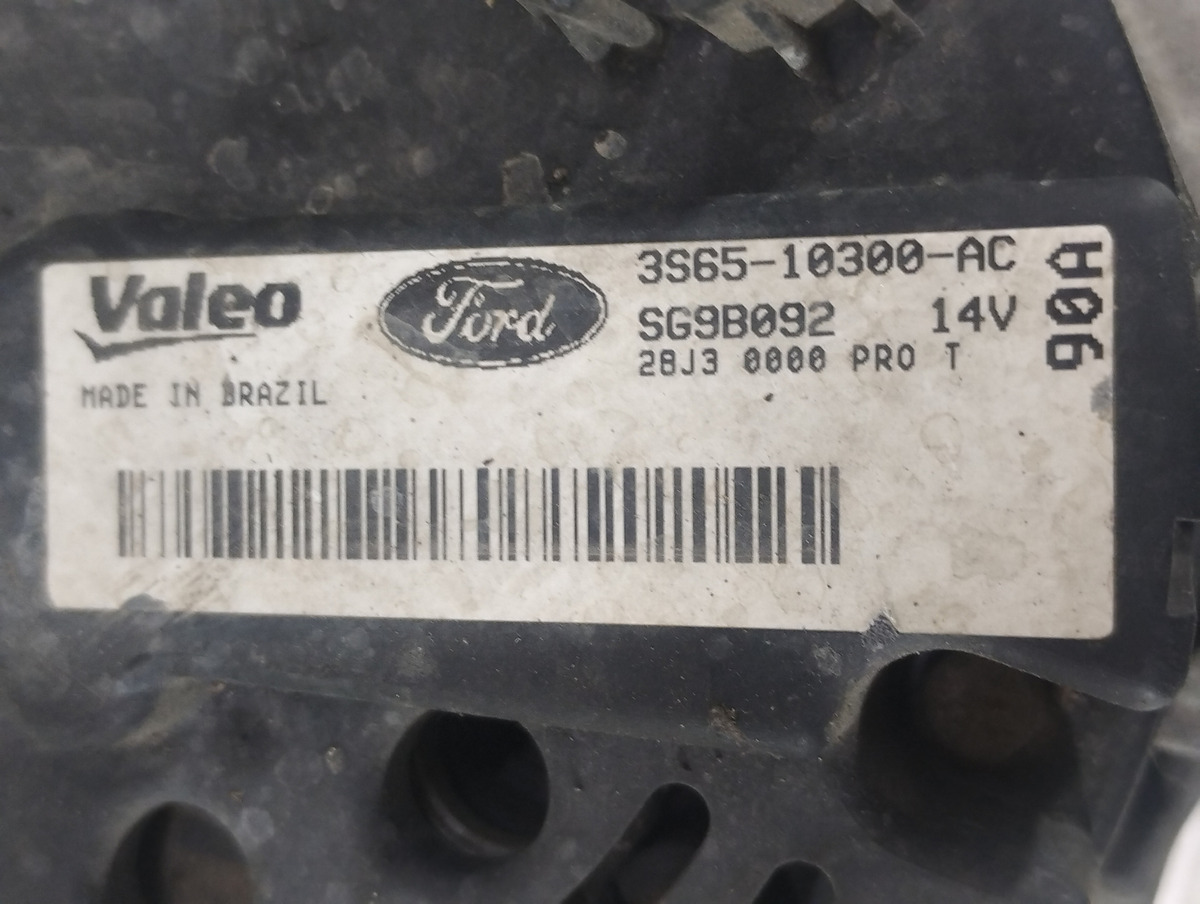 Valeo
Ford
3S65-10300-AC
SG9B092 14V
28J3 0000 PRO T
90A
MADE IN BRAZIL